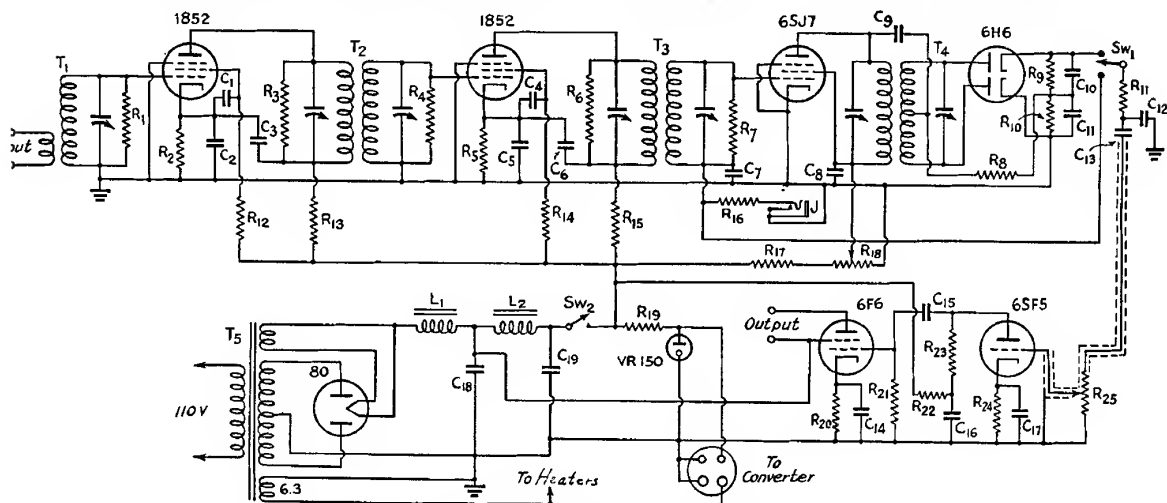 1852
1852
6SJ7
C9
6H6
T1
T2
T3
T4
Sw1
C1
C4
R1
R3
R4
R6
R9
C10
R11
C12
R2
C2
C3
R5
C5
C6
R7
C7
C8
R10
C11
C13
out
R8
R16
J
R12
R13
R14
R15
R17
R18
L1
L2
Sw2
R19
6F6
C15
6SF5
Output
T5
80
C18
C19
VR 150
R23
R21
R22
R25
110V
R20
C14
C16
R24
C17
To Heaters
To
Converter
6.3